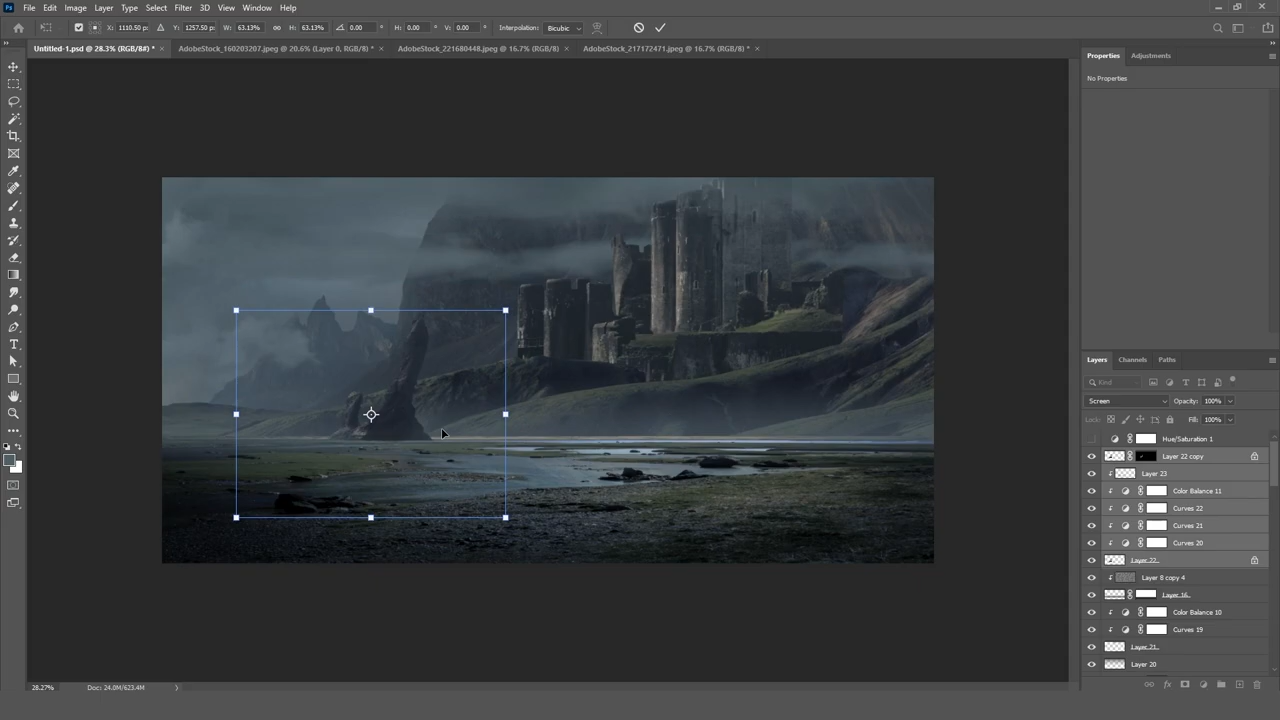 Ps File Edit Image Layer Type Select Filter 3D View Window Help
X: 1110.50 px Y: 1257.50 px W: 63.13% H: 63.13% 0.00 ° H: 0.00 ° V: 0.00 ° Interpolation: Bicubic
Untitled-1.psd @ 28.3% (RGB/8#) * × AdobeStock_160203207.jpeg @ 20.6% (Layer 0, RGB/8) * × AdobeStock_221680448.jpeg @ 16.7% (RGB/8) × AdobeStock_217172471.jpeg @ 16.7% (RGB/8) * ×
Properties Adjustments
No Properties
Layers Channels Paths
Kind
Screen Opacity: 100%
Lock: Fill: 100%
Hue/Saturation 1
Layer 22 copy
Layer 23
Color Balance 11
Curves 22
Curves 21
Curves 20
Layer 22
Layer 8 copy 4
Layer 16
Color Balance 10
Curves 19
Layer 21
Layer 20
28.27% Doc: 24.0M/623.4M